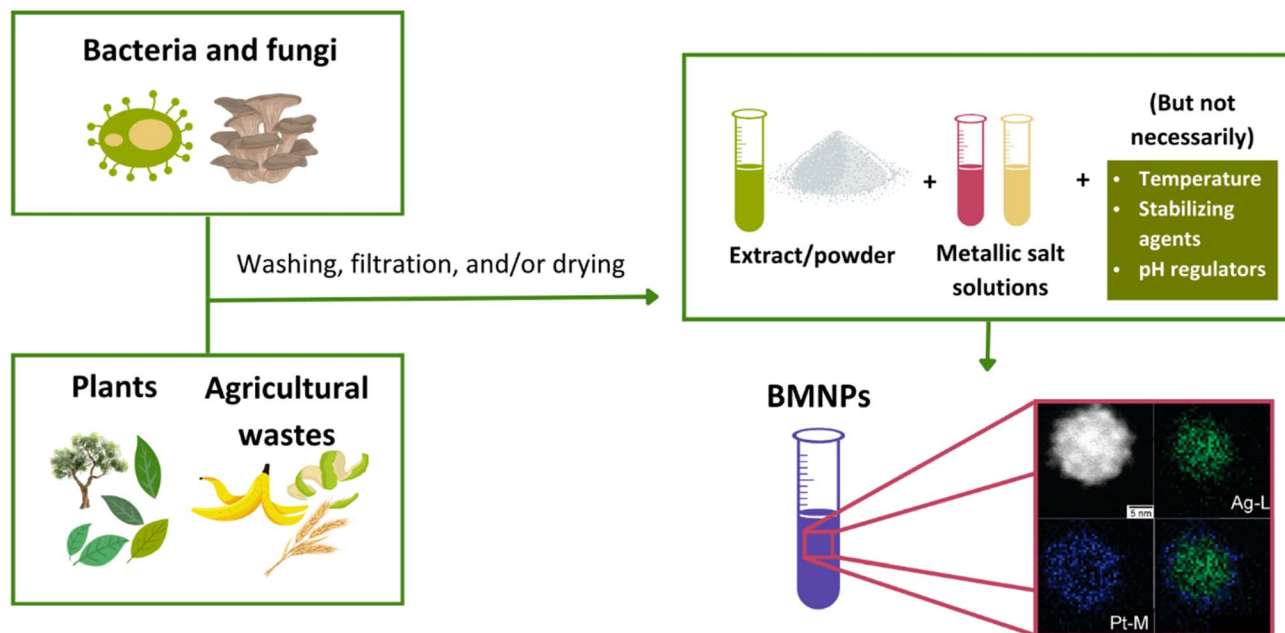 Bacteria and fungi
Washing, filtration, and/or drying
Plants
Agricultural
wastes
Extract/powder
+
Metallic salt
solutions
+
(But not
necessarily)
• Temperature
• Stabilizing
agents
• pH regulators
BMNPs
5 nm
Ag-L
Pt-M